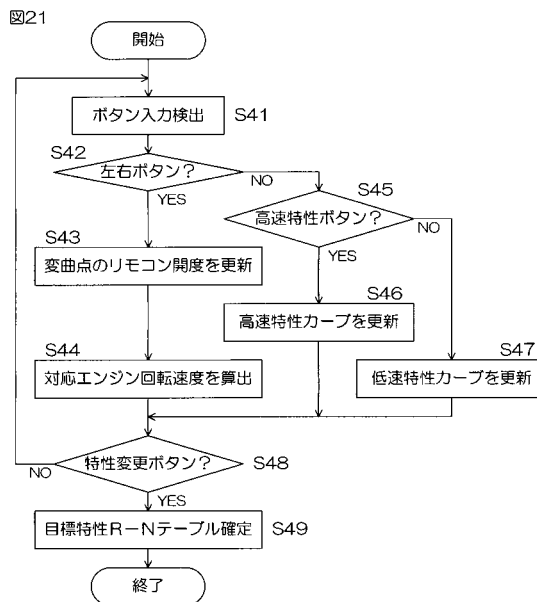 図21
開始
ボタン入力検出
S41
S42
左右ボタン？
NO
YES
S45
高速特性ボタン？
NO
YES
S43
変曲点のリモコン開度を更新
S46
高速特性カーブを更新
S44
対応エンジン回転速度を算出
S47
低速特性カーブを更新
特性変更ボタン？
S48
NO
YES
目標特性R－Nテーブル確定
S49
終了